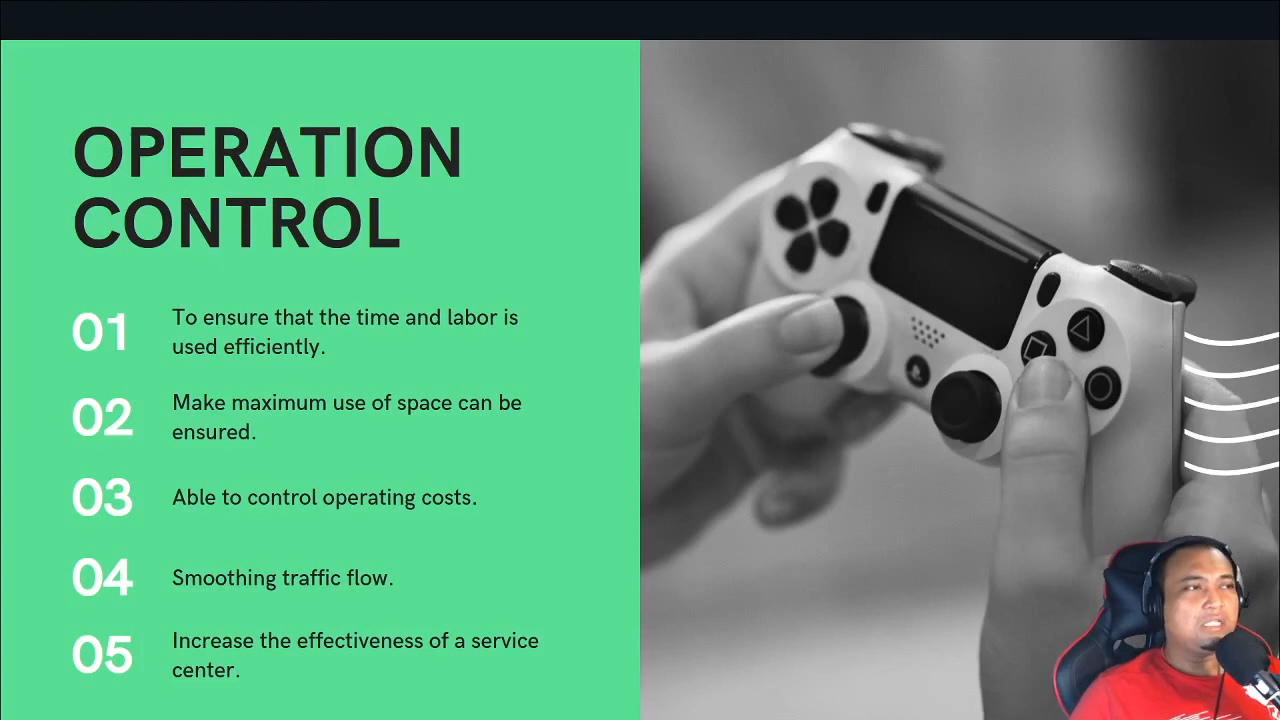 OPERATION
CONTROL
01
To ensure that the time and labor is
used efficiently.
02
Make maximum use of space can be
ensured.
03
Able to control operating costs.
04
Smoothing traffic flow.
05
Increase the effectiveness of a service
center.